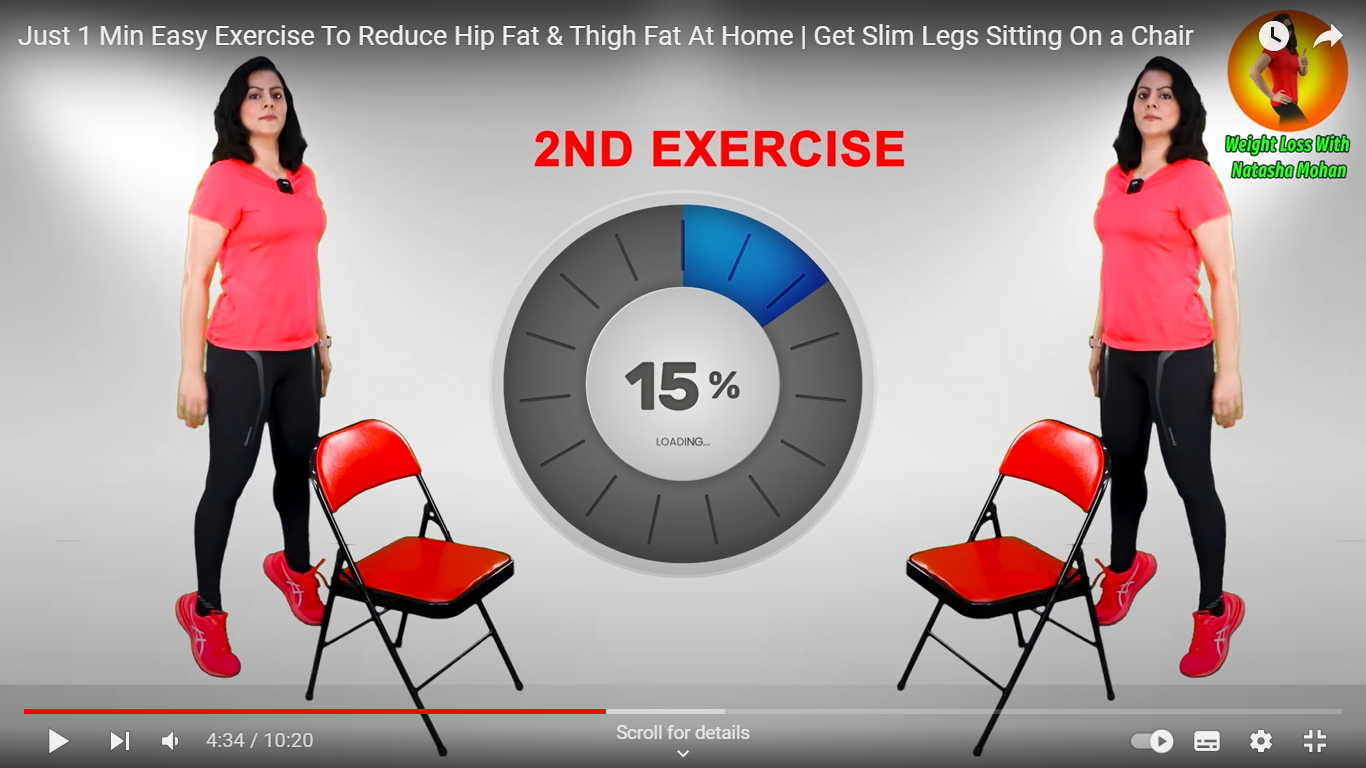 Just 1 Min Easy Exercise To Reduce Hip Fat & Thigh Fat At Home | Get Slim Legs Sitting On a Chair
Weight Loss With
Natasha Mohan
2ND EXERCISE
15 %
LOADING...
4:34 / 10:20
Scroll for details